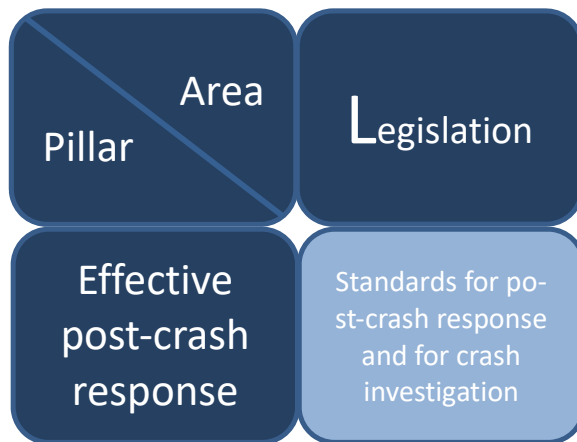 Area
Pillar
Legislation
Effective
post-crash
response
Standards for po-
st-crash response
and for crash
investigation